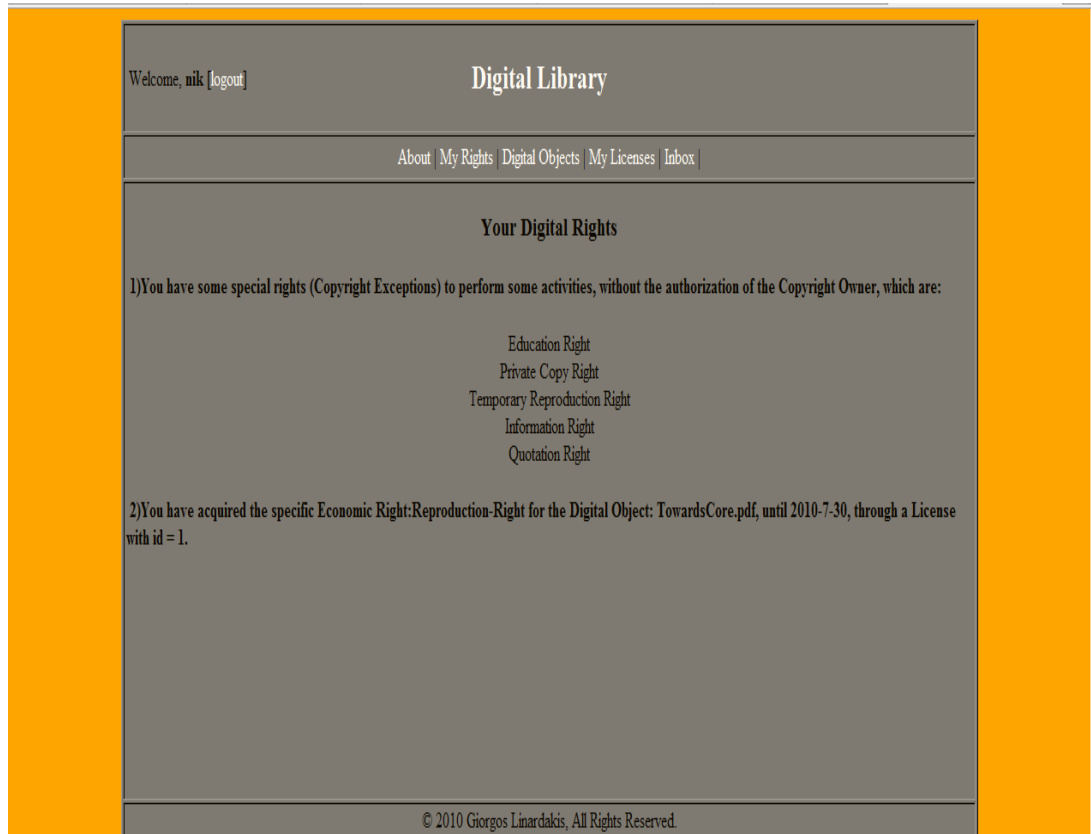 Welcome, nik [logout]
Digital Library
About | My Rights | Digital Objects | My Licenses | Inbox |
Your Digital Rights
1)You have some special rights (Copyright Exceptions) to perform some activities, without the authorization of the Copyright Owner, which are:
Education Right
Private Copy Right
Temporary Reproduction Right
Information Right
Quotation Right
2)You have acquired the specific Economic Right:Reproduction-Right for the Digital Object: TowardsCore.pdf, until 2010-7-30, through a License
with id = 1.
© 2010 Giorgos Linardakis, All Rights Reserved.